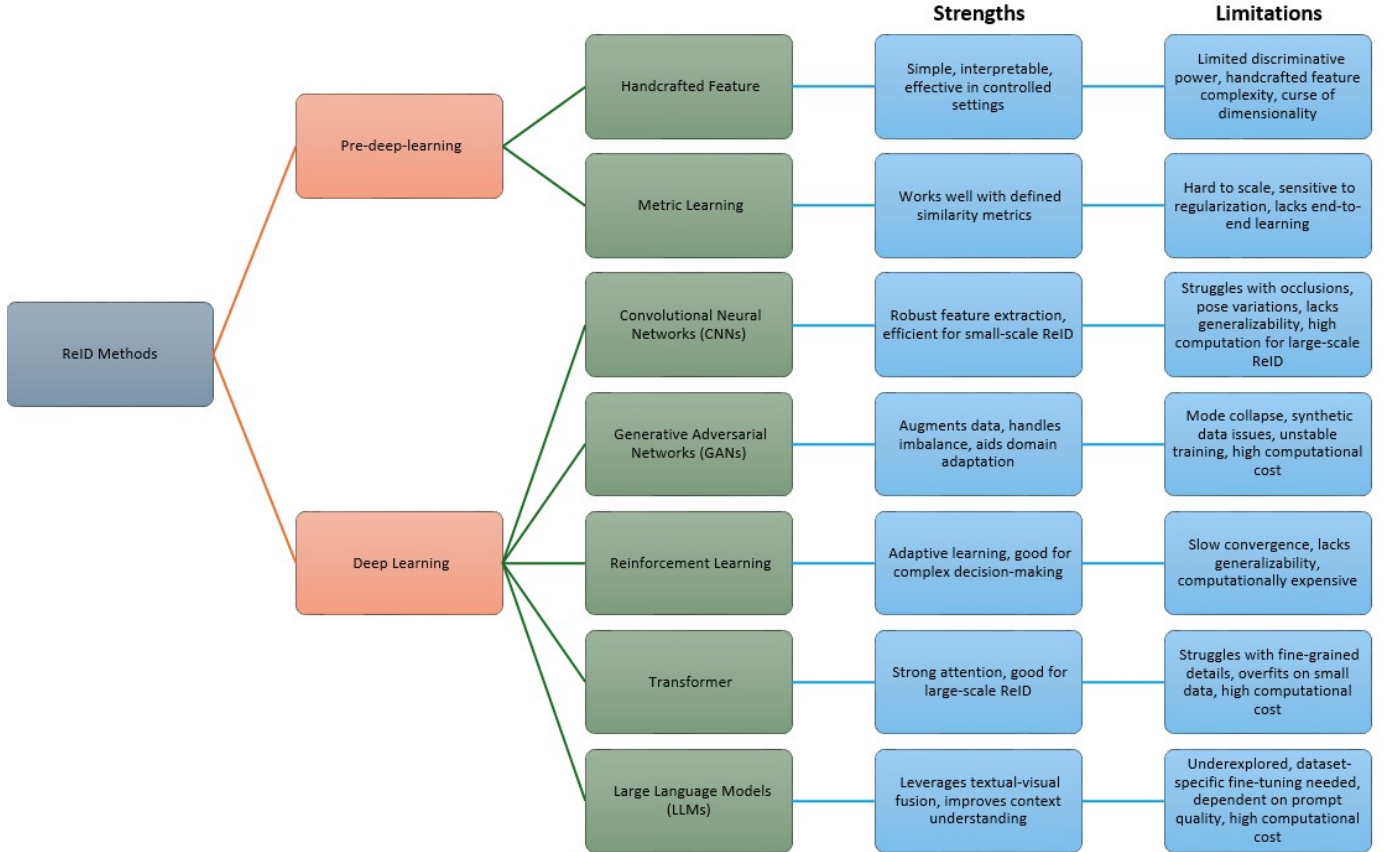 Strengths
Limitations
Handcrafted Feature
Simple, interpretable,
effective in controlled
settings
Limited discriminative
power, handcrafted feature
complexity, curse of
dimensionality
Pre-deep-learning
Metric Learning
Works well with defined
similarity metrics
Hard to scale, sensitive to
regularization, lacks end-to-
end learning
ReID Methods
Convolutional Neural
Networks (CNNs)
Robust feature extraction,
efficient for small-scale ReID
Struggles with occlusions,
pose variations, lacks
generalizability, high
computation for large-scale
ReID
Generative Adversarial
Networks (GANs)
Augments data, handles
imbalance, aids domain
adaptation
Mode collapse, synthetic
data issues, unstable
training, high computational
cost
Deep Learning
Reinforcement Learning
Adaptive learning, good for
complex decision-making
Slow convergence, lacks
generalizability,
computationally expensive
Transformer
Strong attention, good for
large-scale ReID
Struggles with fine-grained
details, overfits on small
data, high computational
cost
Large Language Models
(LLMs)
Leverages textual-visual
fusion, improves context
understanding
Underexplored, dataset-
specific fine-tuning needed,
dependent on prompt
quality, high computational
cost